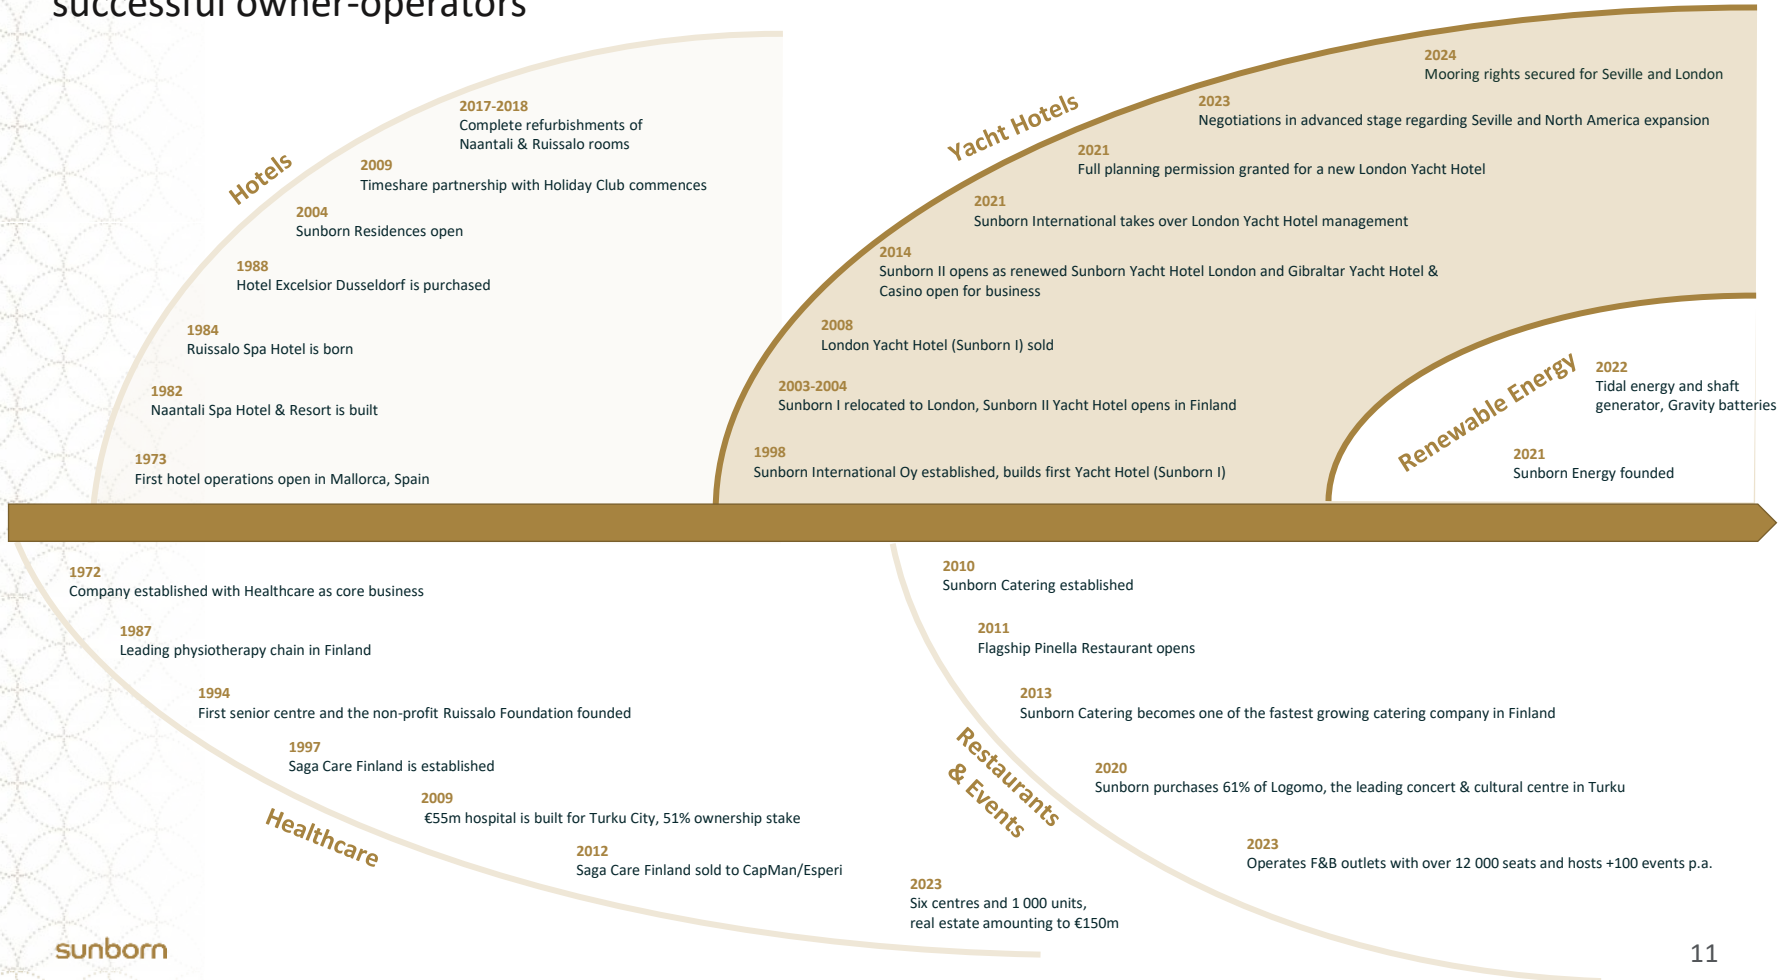 successful owner-operators
Hotels
2017-2018
Complete refurbishments of
Naantali & Ruissalo rooms
2009
Timeshare partnership with Holiday Club commences
2004
Sunborn Residences open
1988
Hotel Excelsior Dusseldorf is purchased
1984
Ruissalo Spa Hotel is born
1982
Naantali Spa Hotel & Resort is built
1973
First hotel operations open in Mallorca, Spain
Yacht Hotels
2024
Mooring rights secured for Seville and London
2023
Negotiations in advanced stage regarding Seville and North America expansion
2021
Full planning permission granted for a new London Yacht Hotel
2021
Sunborn International takes over London Yacht Hotel management
2014
Sunborn II opens as renewed Sunborn Yacht Hotel London and Gibraltar Yacht Hotel &
Casino open for business
2008
London Yacht Hotel (Sunborn I) sold
2003-2004
Sunborn I relocated to London, Sunborn II Yacht Hotel opens in Finland
1998
Sunborn International Oy established, builds first Yacht Hotel (Sunborn I)
Renewable Energy
2022
Tidal energy and shaft
generator, Gravity batteries
2021
Sunborn Energy founded
1972
Company established with Healthcare as core business
1987
Leading physiotherapy chain in Finland
1994
First senior centre and the non-profit Ruissalo Foundation founded
1997
Saga Care Finland is established
2009
€55m hospital is built for Turku City, 51% ownership stake
2012
Saga Care Finland sold to CapMan/Esperi
2023
Six centres and 1 000 units,
real estate amounting to €150m
Healthcare
2010
Sunborn Catering established
2011
Flagship Pinella Restaurant opens
2013
Sunborn Catering becomes one of the fastest growing catering company in Finland
2020
Sunborn purchases 61% of Logomo, the leading concert & cultural centre in Turku
2023
Operates F&B outlets with over 12 000 seats and hosts +100 events p.a.
Restaurants
& Events
sunborn
11